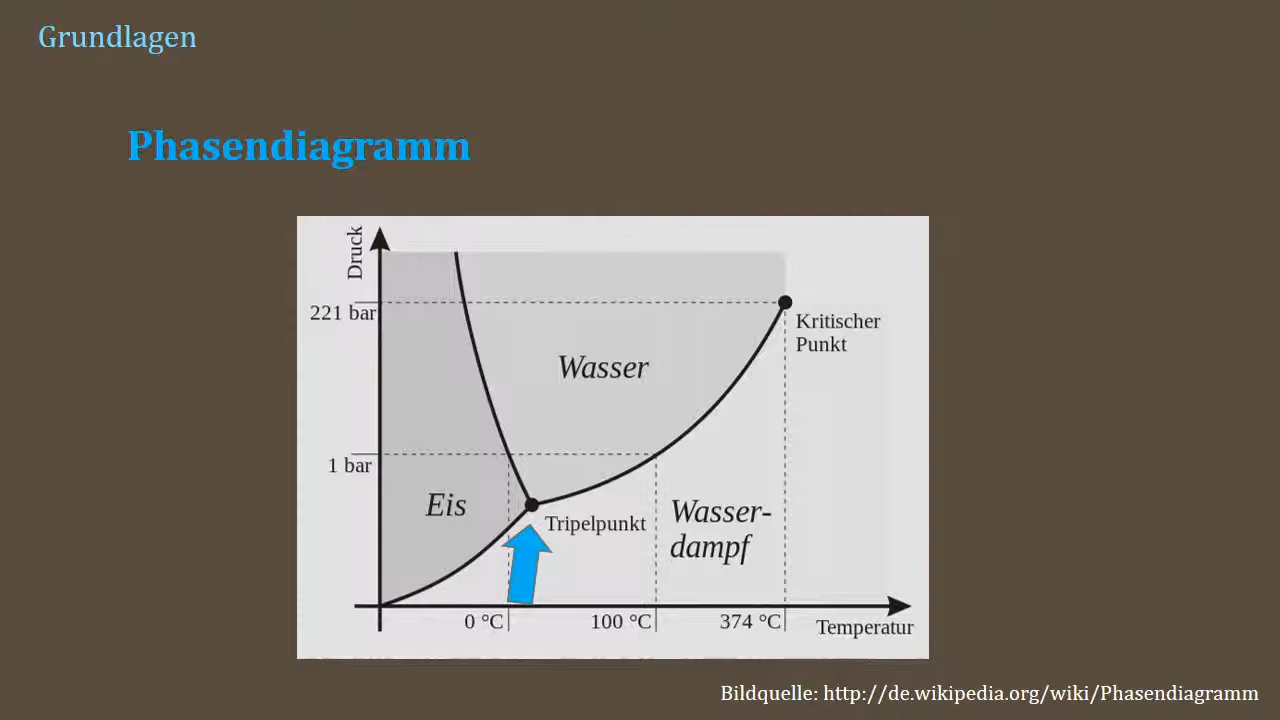 Grundlagen
Phasendiagramm
Druck
221 bar
Kritischer
Punkt
Wasser
1 bar
Eis
Tripelpunkt
Wasser-
dampf
0 °C
100 °C
374 °C
Temperatur
Bildquelle: http://de.wikipedia.org/wiki/Phasendiagramm